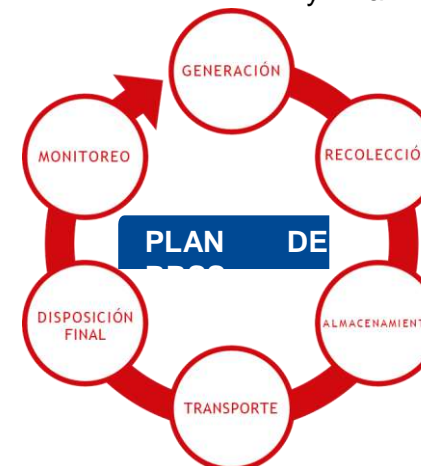 GENERACIÓN
RECOLECCIÓ
ALMACENAMIENT
TRANSPORTE
DISPOSICIÓN
FINAL
MONITOREO
PLAN DE